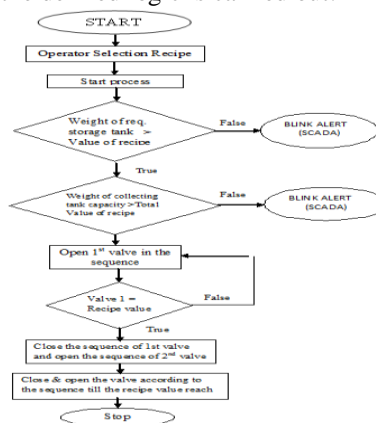 START
Operator Selection Recipe
Start process
Weight of req.
storage tank >
Value of recipe
False
BLINK ALERT
(SCADA)
True
Weight of collecting
tank capacity >Total
Value of recipe
False
BLINK ALERT
(SCADA)
Open 1st valve in the
sequence
Valve 1 =
Recipe value
False
True
Close the sequence of 1st valve
and open the sequence of 2nd valve
Close & open the valve according to
the sequence till the recipe value reach
Stop